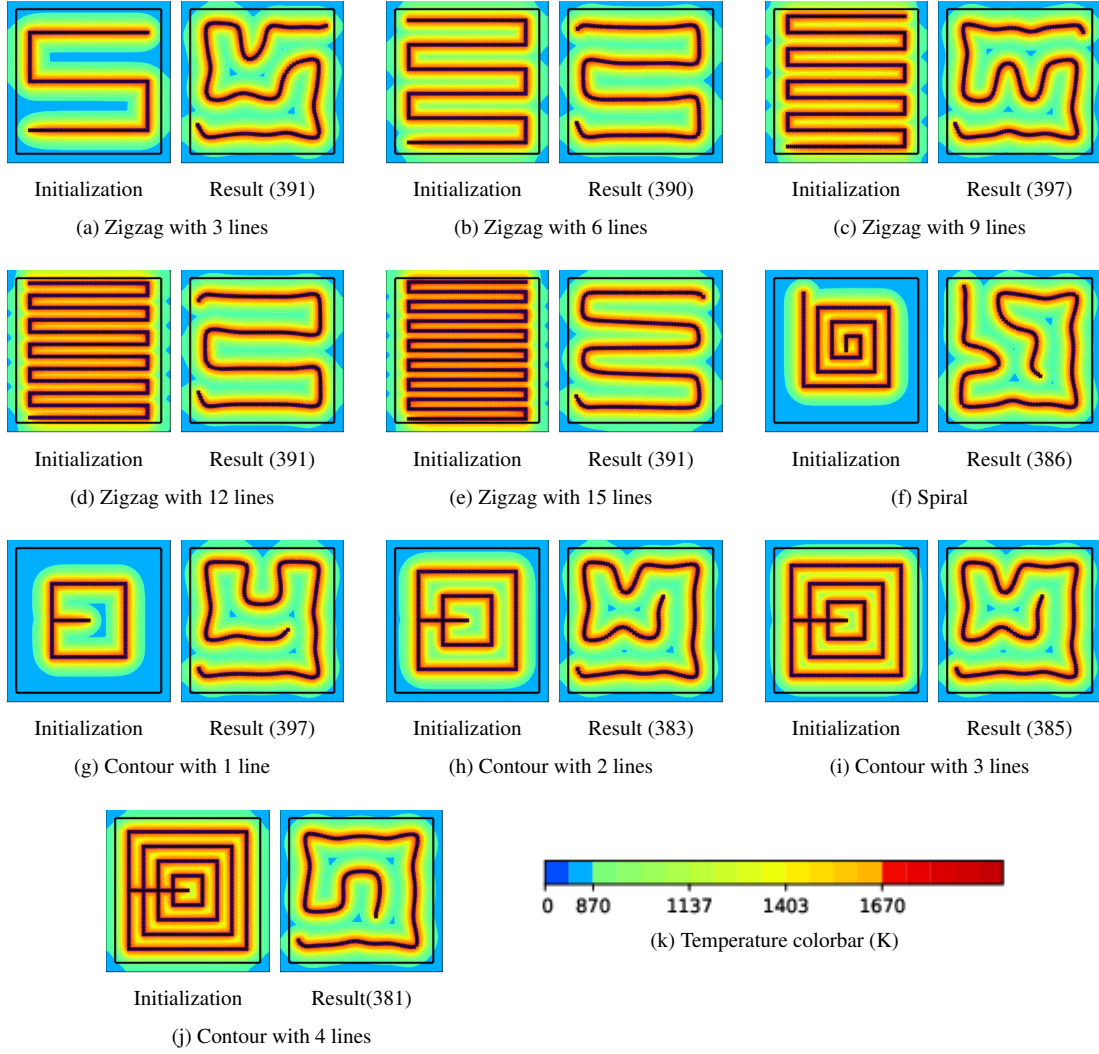 Initialization Result (391) Initialization Result (390) Initialization Result (397)
(a) Zigzag with 3 lines (b) Zigzag with 6 lines (c) Zigzag with 9 lines
Initialization Result (391) Initialization Result (391) Initialization Result (386)
(d) Zigzag with 12 lines (e) Zigzag with 15 lines (f) Spiral
Initialization Result (397) Initialization Result (383) Initialization Result (385)
(g) Contour with 1 line (h) Contour with 2 lines (i) Contour with 3 lines
0 870 1137 1403 1670
(k) Temperature colorbar (K)
Initialization Result(381)
(j) Contour with 4 lines